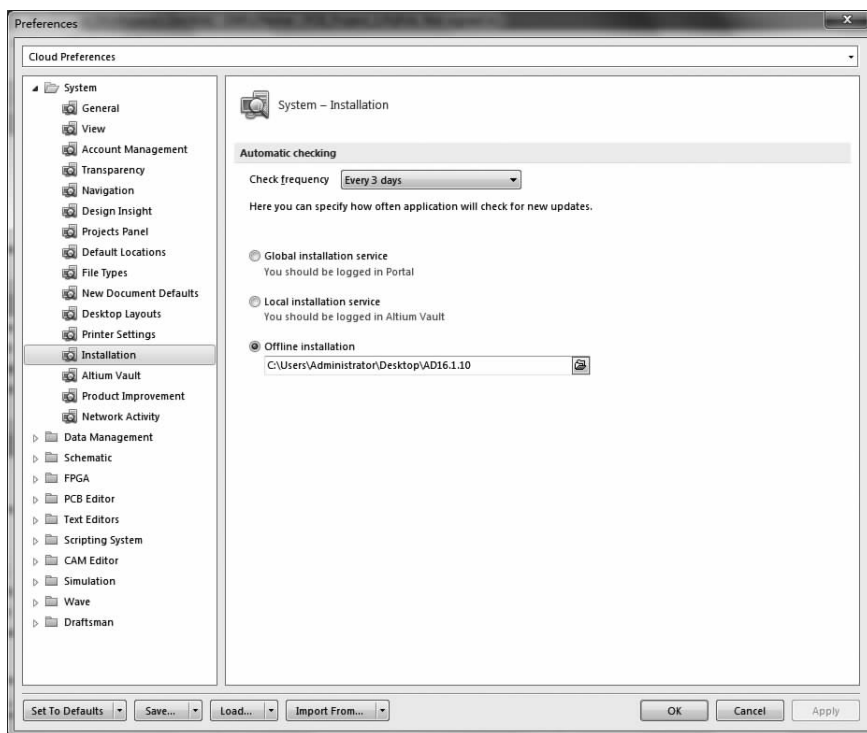 Preferences
x
Cloud Preferences
System
General
View
Account Management
Transparency
Navigation
Design Insight
Projects Panel
Default Locations
File Types
New Document Defaults
Desktop Layouts
Printer Settings
Installation
Altium Vault
Product Improvement
Network Activity
Data Management
Schematic
FPGA
PCB Editor
Text Editors
Scripting System
CAM Editor
Simulation
Wave
Draftsman
System – Installation
Automatic checking
Check frequency Every 3 days
Here you can specify how often application will check for new updates.
Global installation service
You should be logged in Portal
Local installation service
You should be logged in Altium Vault
Offline installation
C:\Users\Administrator\Desktop\AD16.1.10
Set To Defaults Save... Load... Import From... OK Cancel Apply